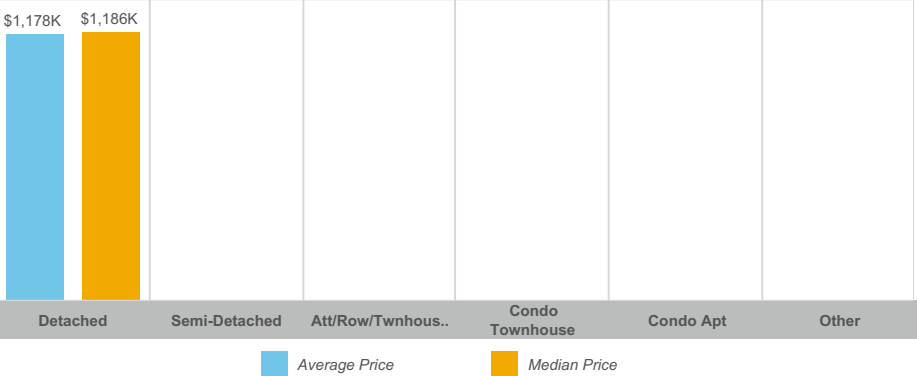 $1,178K
$1,186K
Detached
Semi-Detached
Att/Row/Twnhous..
Condo
Townhouse
Condo Apt
Other
Average Price
Median Price